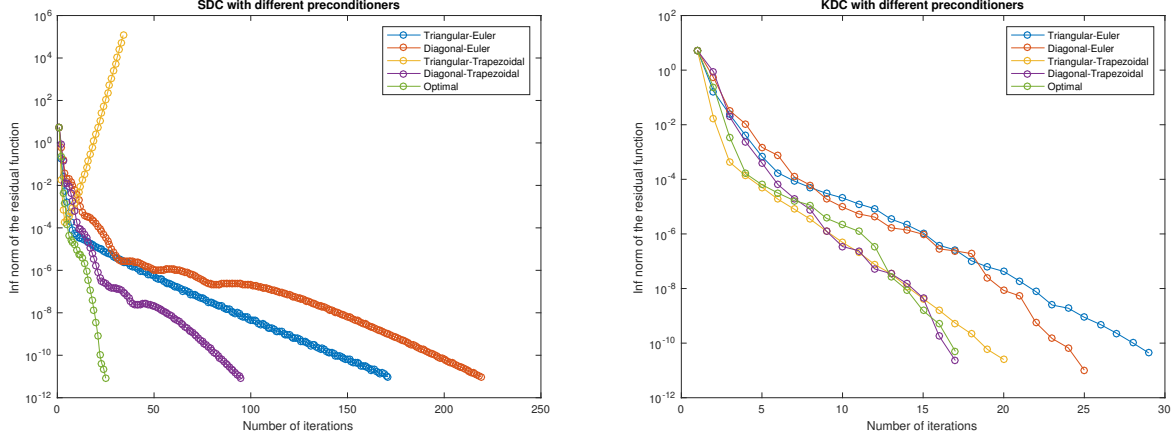 SDC with different preconditioners
10^6
10^4
10^2
10^0
10^-2
10^-4
10^-6
10^-8
10^-10
10^-12
Inf norm of the residual function
Triangular-Euler
Diagonal-Euler
Triangular-Trapezoidal
Diagonal-Trapezoidal
Optimal
0 50 100 150 200 250
Number of iterations
KDC with different preconditioners
10^2
10^0
10^-2
10^-4
10^-6
10^-8
10^-10
10^-12
Inf norm of the residual function
Triangular-Euler
Diagonal-Euler
Triangular-Trapezoidal
Diagonal-Trapezoidal
Optimal
0 5 10 15 20 25 30
Number of iterations